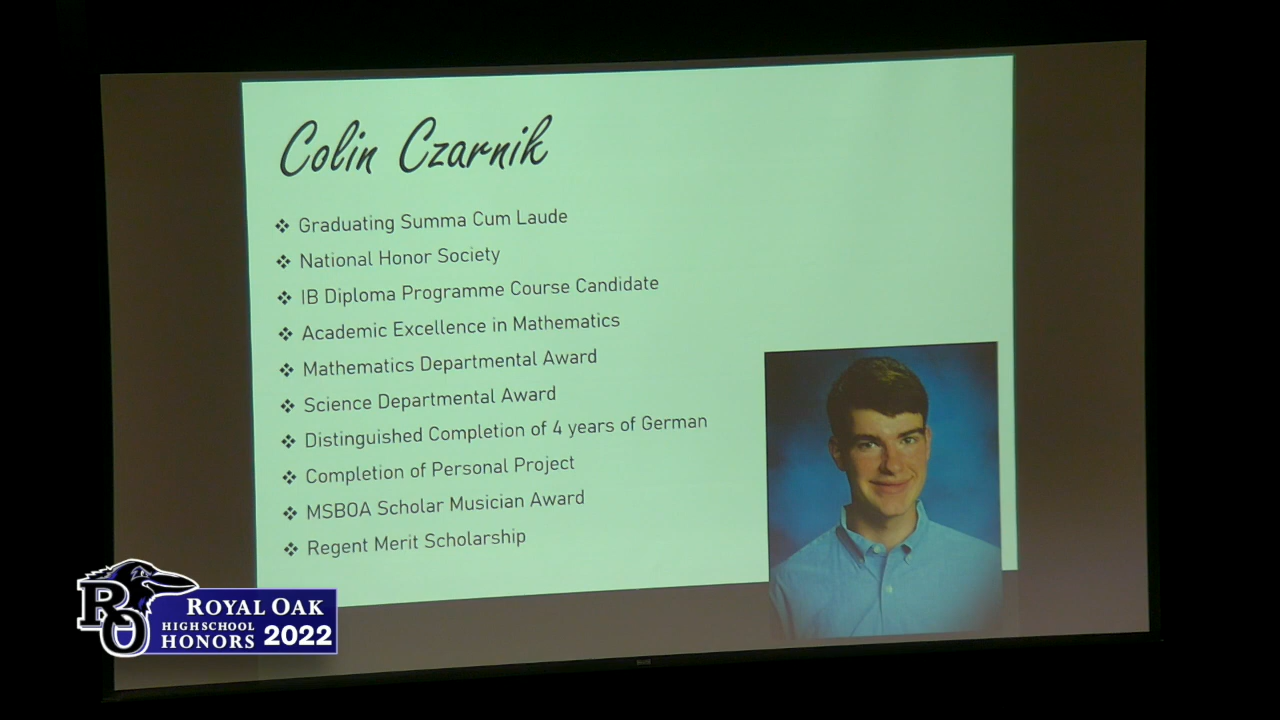 Colin Czarnik
Graduating Summa Cum Laude
National Honor Society
IB Diploma Programme Course Candidate
Academic Excellence in Mathematics
Mathematics Departmental Award
Science Departmental Award
Distinguished Completion of 4 years of German
Completion of Personal Project
MSBOA Scholar Musician Award
Regent Merit Scholarship
RO
ROYAL OAK
HIGH SCHOOL
HONORS 2022